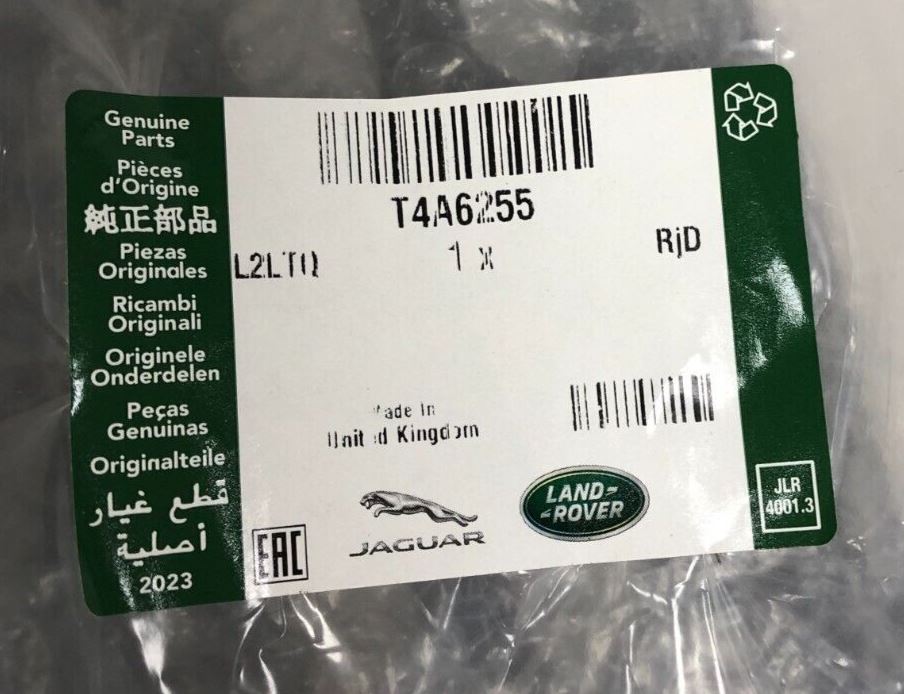 Genuine
Parts
Pièces
d'Origine
純正部品
Piezas
Originales
Ricambi
Originali
Originele
Onderdelen
Peças
Genuinas
Originalteile
قطع غيار
أصلية
2023
T4A6255
1 x
RjD
Made In
United Kingdom
EAC
JAGUAR
LAND-
-ROVER
JLR
4001.3